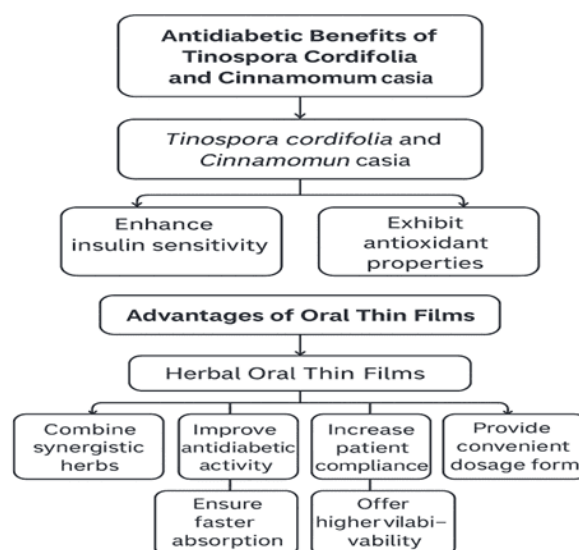 Antidiabetic Benefits of
Tinospora Cordifolia
and Cinnamomum casia
Tinospora cordifolia and
Cinnamomun casia
Enhance
insulin sensitivity
Exhibit
antioxidant
properties
Advantages of Oral Thin Films
Herbal Oral Thin Films
Combine
synergistic
herbs
Improve
antidiabetic
activity
Increase
patient
compliance
Provide
convenient
dosage form
Ensure
faster
absorption
Offer
higher vilabi–
vability